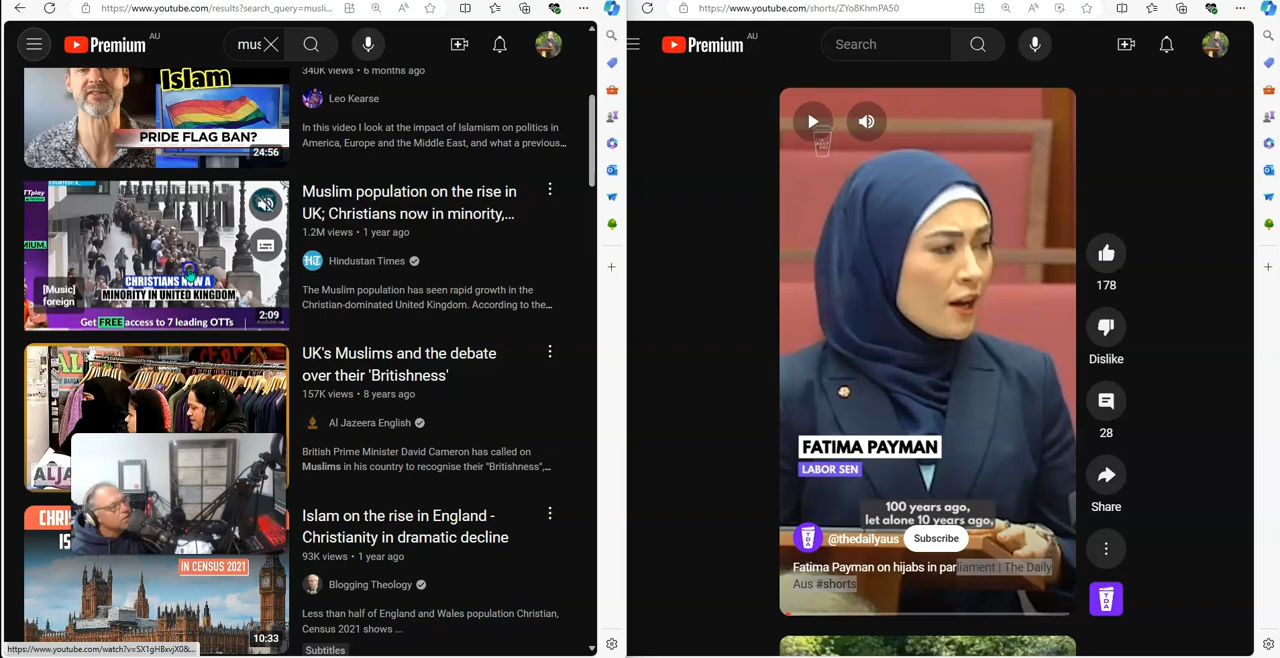 https://www.youtube.com/results?search_query=musli...
Premium AU
mus
Islam
PRIDE FLAG BAN?
24:56
340K views • 6 months ago
Leo Kearse
In this video I look at the impact of Islamism on politics in
America, Europe and the Middle East, and what a previous...
[Music]
foreign
CHRISTIANS NOW A
MINORITY IN UNITED KINGDOM
2:09
Get FREE access to 7 leading OTTs
Muslim population on the rise in
UK; Christians now in minority,...
1.2M views • 1 year ago
Hindustan Times
The Muslim population has seen rapid growth in the
Christian-dominated United Kingdom. According to the...
UK's Muslims and the debate
over their 'Britishness'
157K views • 8 years ago
Al Jazeera English
British Prime Minister David Cameron has called on
Muslims in his country to recognise their "Britishness",...
IN CENSUS 2021
10:33
Islam on the rise in England -
Christianity in dramatic decline
93K views • 1 year ago
Blogging Theology
Less than half of England and Wales population Christian,
Census 2021 shows ...
Subtitles
https://www.youtube.com/watch?v=SX1gHBxvjX0&...
https://www.youtube.com/shorts/ZYo8KhmPA50
Premium AU
Search
FATIMA PAYMAN
LABOR SEN
100 years ago,
let alone 10 years ago,
@thedailyaus
Subscribe
Fatima Payman on hijabs in parliament | The Daily
Aus #shorts
178
Dislike
28
Share
TDA